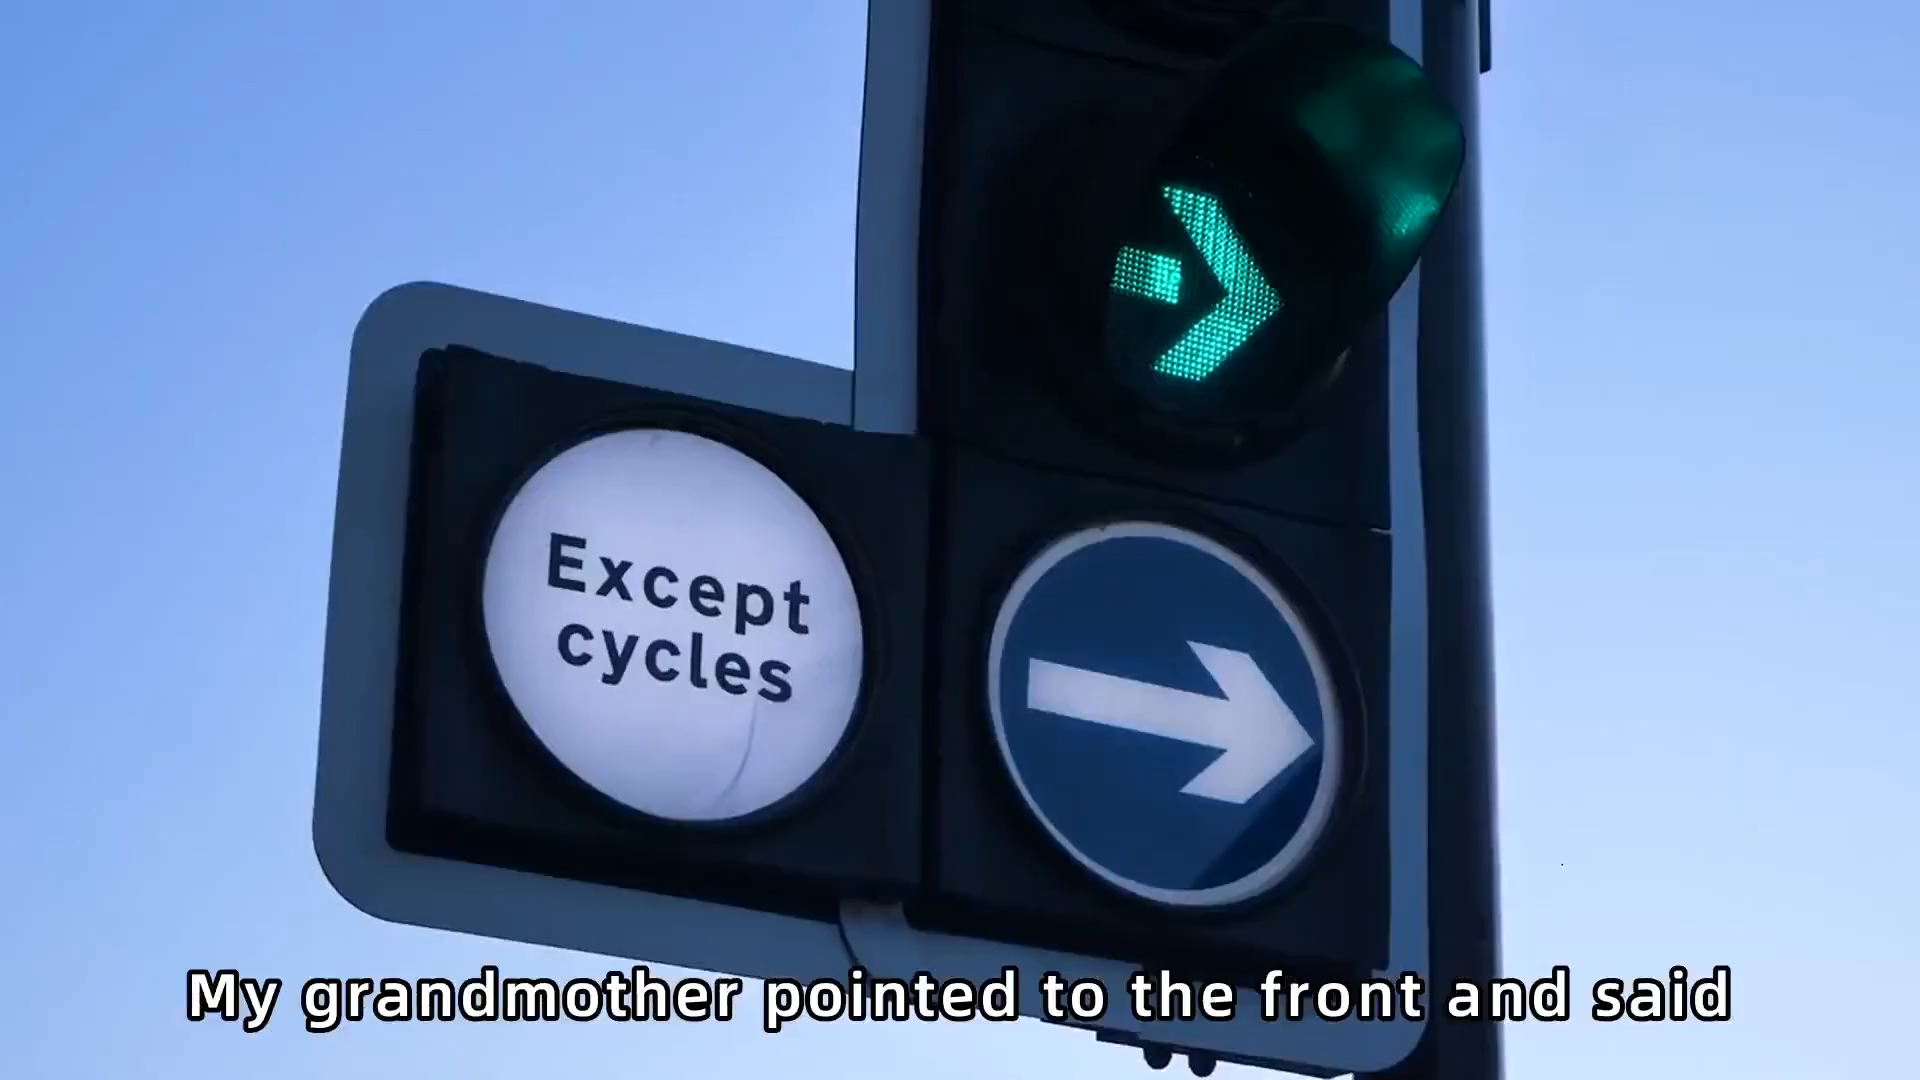 Except
cycles
My grandmother pointed to the front and said